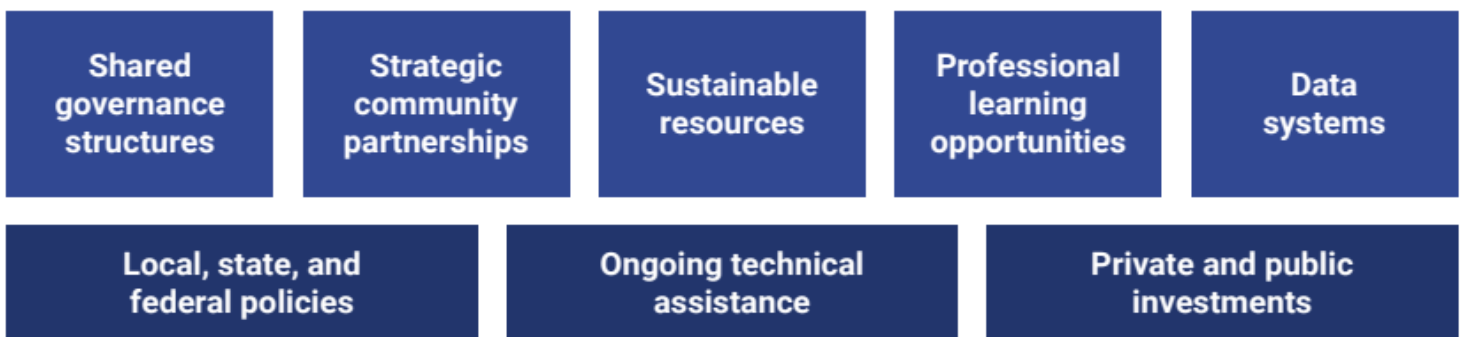 Shared
governance
structures
Strategic
community
partnerships
Sustainable
resources
Professional
learning
opportunities
Data
systems
Local, state, and
federal policies
Ongoing technical
assistance
Private and public
investments